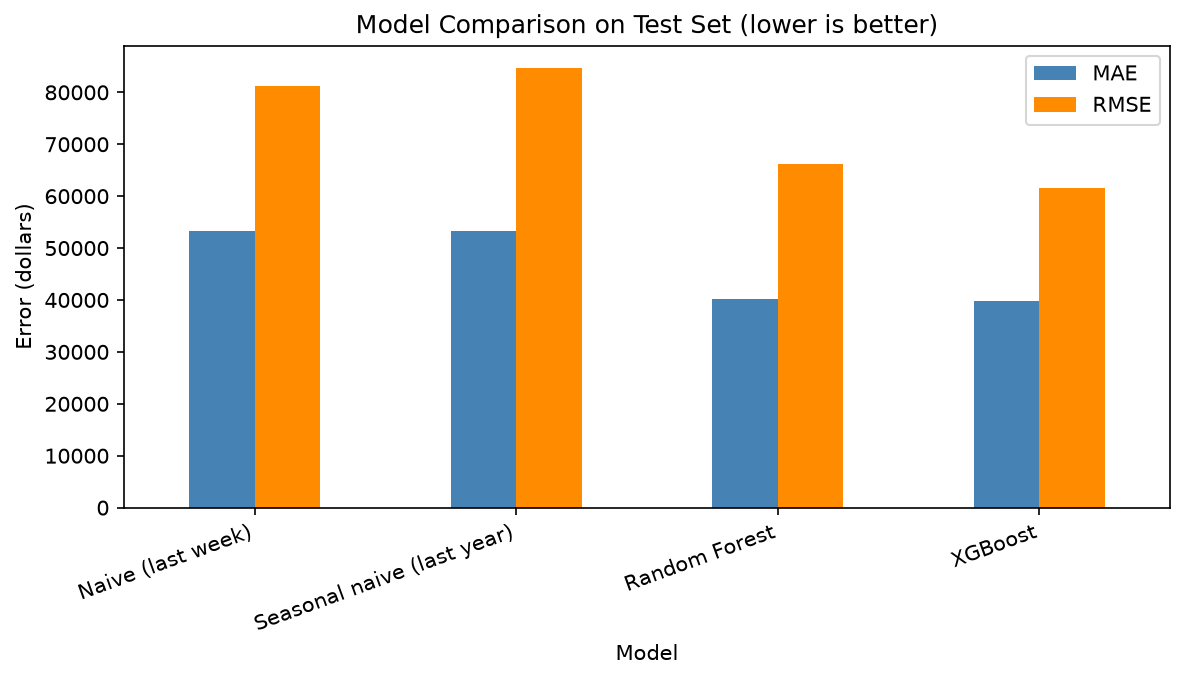 Model Comparison on Test Set (lower is better)
MAE
RMSE
Error (dollars)
80000
70000
60000
50000
40000
30000
20000
10000
0
Naive (last week)
Seasonal naive (last year)
Random Forest
XGBoost
Model